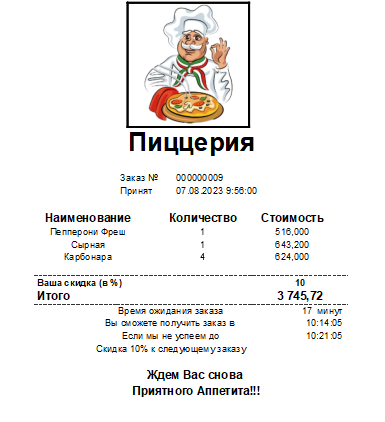 Пиццерия
Заказ № 000000009
Принят 07.08.2023 9:56:00
Наименование Количество Стоимость
Пепперони Фреш 1 516,000
Сырная 1 643,200
Карбонара 4 624,000
Ваша скидка (в %) 10
Итого 3 745,72
Время ожидания заказа 17 минут
Вы сможете получить заказ в 10:14:05
Если мы не успеем до 10:21:05
Скидка 10% к следующему заказу
Ждем Вас снова
Приятного Аппетита!!!